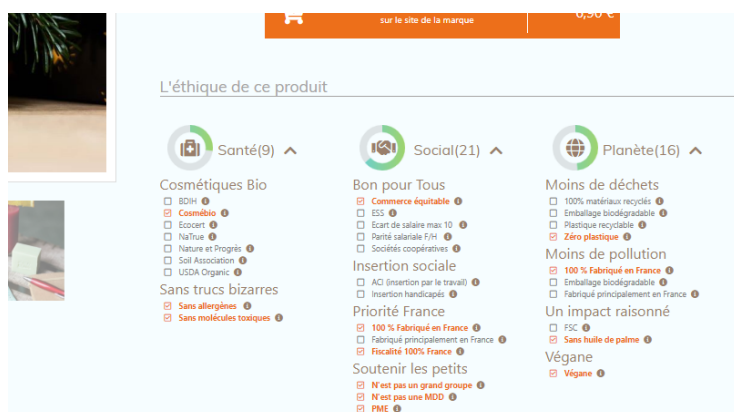 sur le site de la marque
6,90 €
L'éthique de ce produit
Santé(9)
Cosmétiques Bio
BDIH
Cosmébio
Ecocert
NaTrue
Nature et Progrès
Soil Association
USDA Organic
Sans trucs bizarres
Sans allergènes
Sans molécules toxiques
Social(21)
Bon pour Tous
Commerce équitable
ESS
Ecart de salaire max 10
Parité salariale F/H
Sociétés coopératives
Insertion sociale
ACI (insertion par le travail)
Insertion handicapés
Priorité France
100 % Fabriqué en France
Fabriqué principalement en France
Fiscalité 100% France
Soutenir les petits
N'est pas un grand groupe
N'est pas une MDD
PME
Planète(16)
Moins de déchets
100% matériaux recyclés
Emballage biodégradable
Plastique recyclable
Zéro plastique
Moins de pollution
100 % Fabriqué en France
Emballage biodégradable
Fabriqué principalement en France
Un impact raisonné
FSC
Sans huile de palme
Végane
Végane